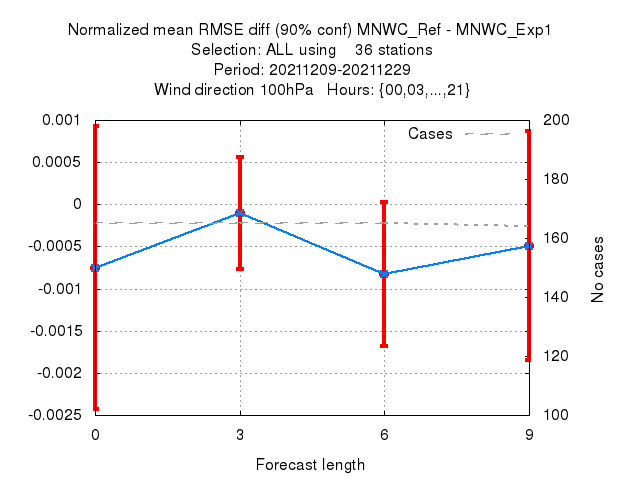 Normalized mean RMSE diff (90% conf) MNWC_Ref - MNWC_Exp1
Selection: ALL using    36 stations
Period: 20211209-20211229
Wind direction 100hPa   Hours: {00,03,...,21}
Cases
0.001
0.0005
0
-0.0005
-0.001
-0.0015
-0.002
-0.0025
200
180
160
140
120
100
No cases
0 3 6 9
Forecast length